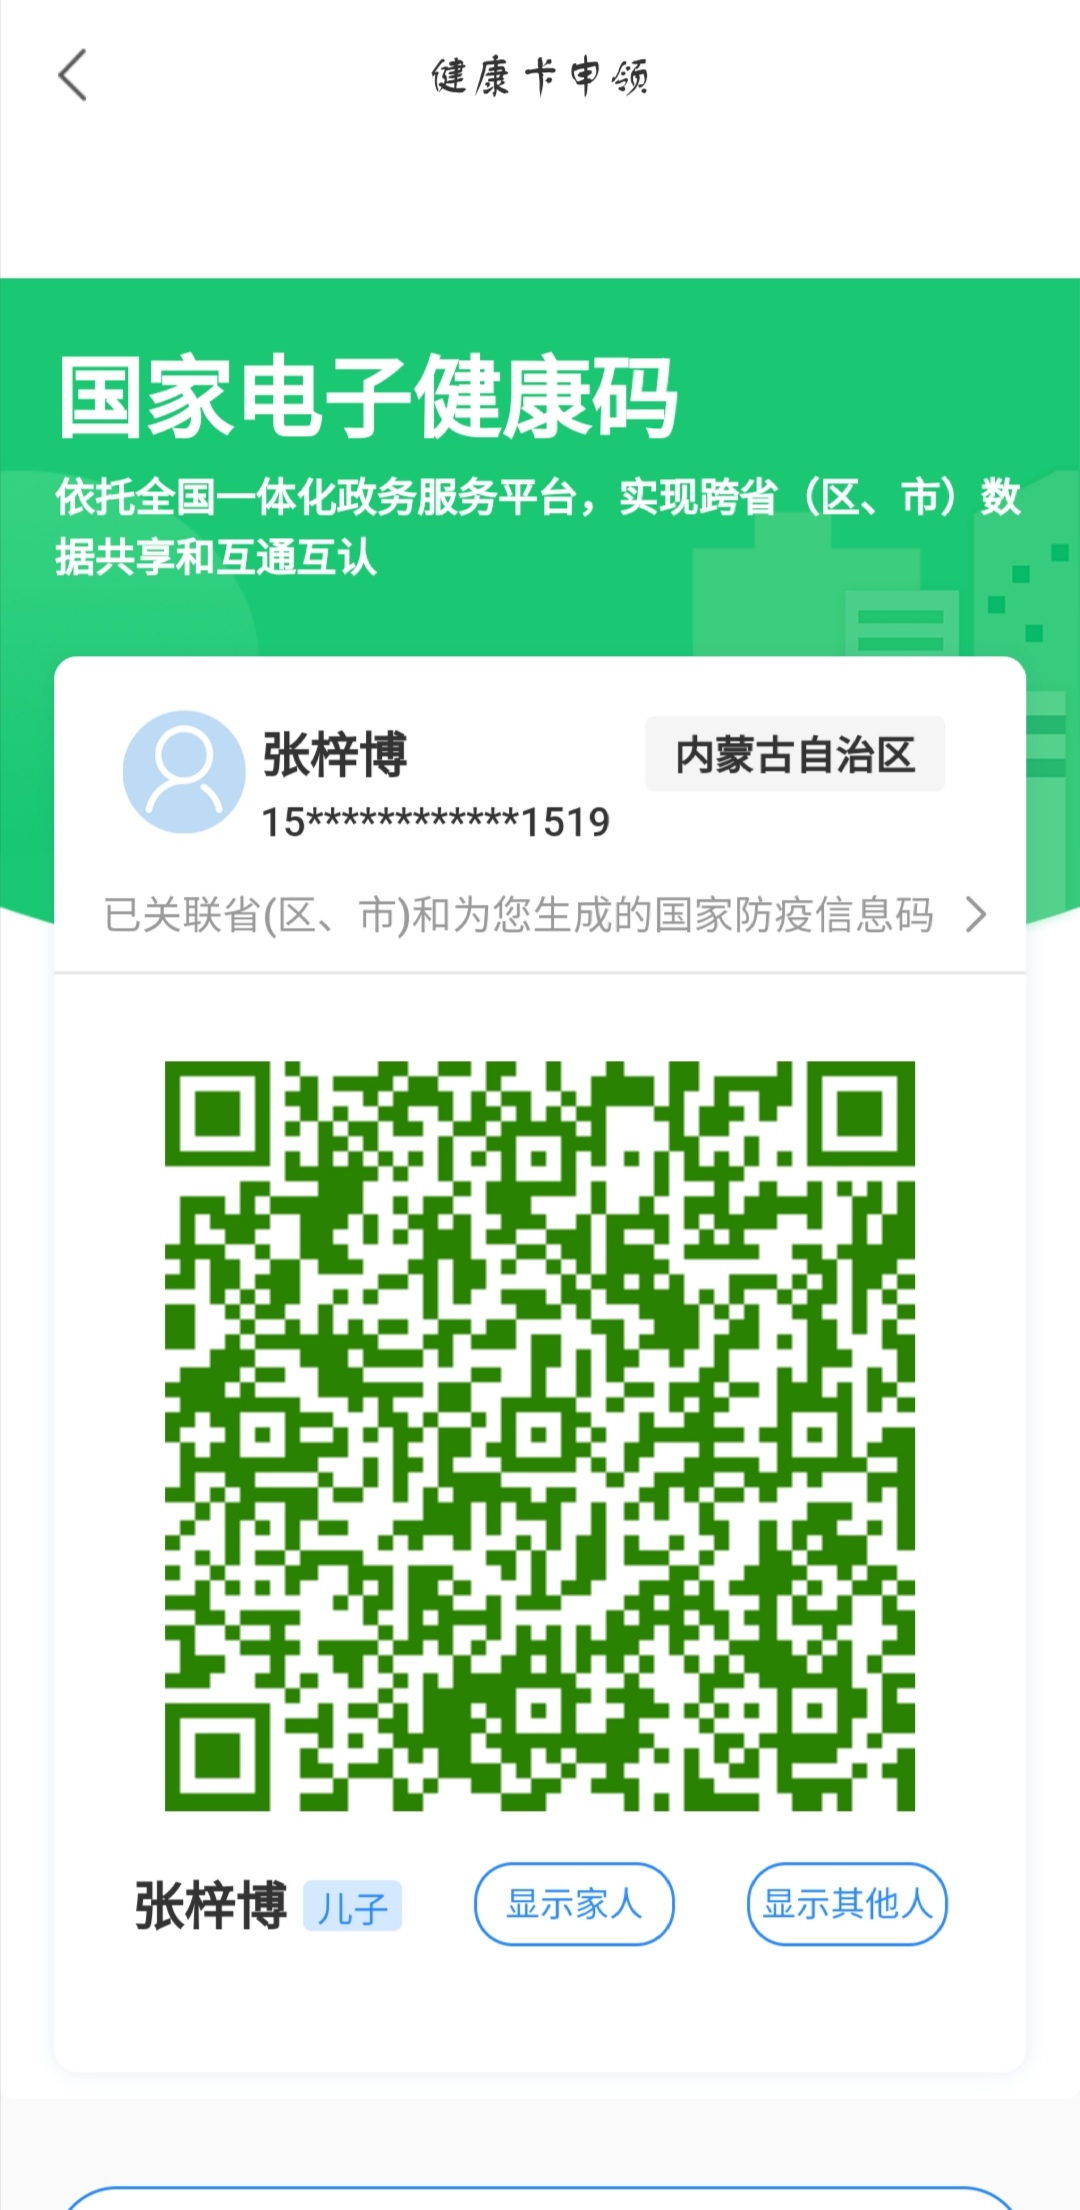 健康卡申领
国家电子健康码
依托全国一体化政务服务平台，实现跨省（区、市）数
据共享和互通互认
张梓博
内蒙古自治区
15************1519
已关联省(区、市)和为您生成的国家防疫信息码
张梓博 儿子 显示家人 显示其他人